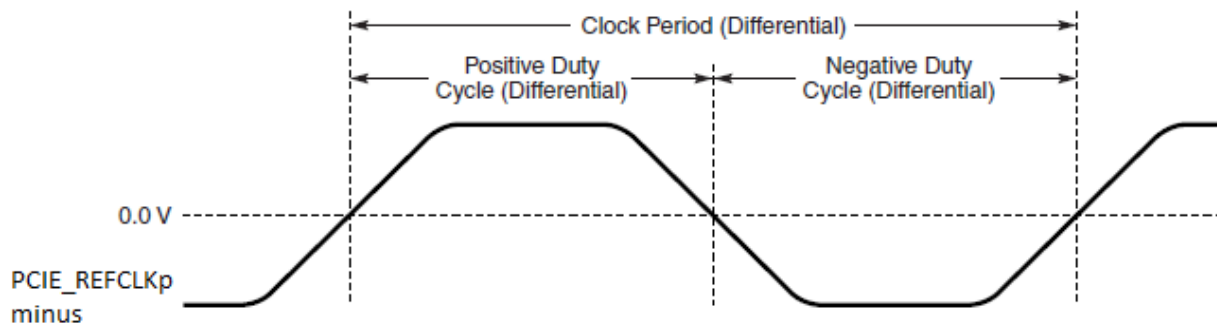 Clock Period (Differential)
Positive Duty
Cycle (Differential)
Negative Duty
Cycle (Differential)
0.0 V
PCIE_REFCLKp
minus